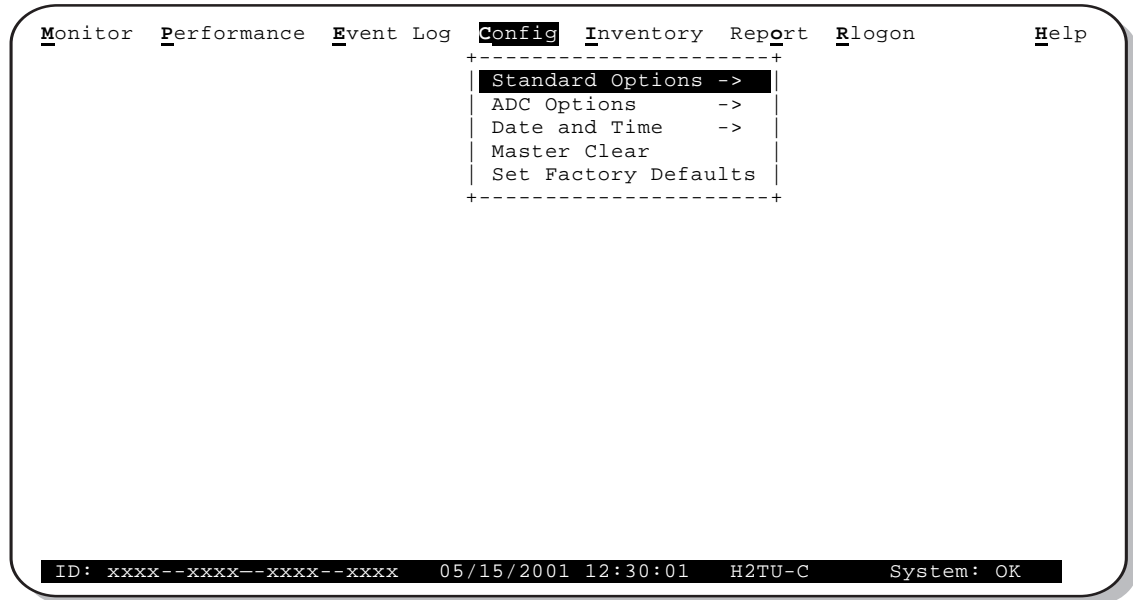 Monitor  Performance  Event Log  Config  Inventory  Report  Rlogon  Help
+----------------------+
| Standard Options -> |
| ADC Options -> |
| Date and Time -> |
| Master Clear |
| Set Factory Defaults |
+----------------------+
ID: xxxx--xxxx—-xxxx--xxxx  05/15/2001 12:30:01  H2TU-C  System: OK